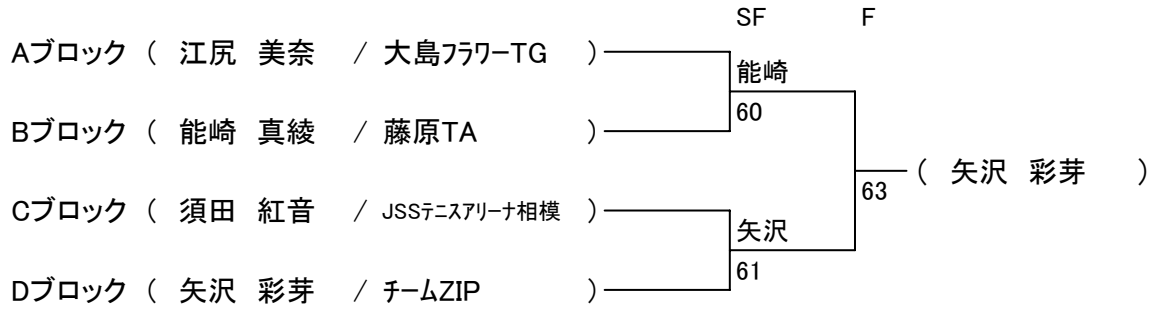 SF F
Aブロック ( 江尻 美奈 / 大島フラワーTG )
能崎
60
Bブロック ( 能崎 真綾 / 藤原TA )
( 矢沢 彩芽 )
63
Cブロック ( 須田 紅音 / JSSテニスアリーナ相模 )
矢沢
61
Dブロック ( 矢沢 彩芽 / チームZIP )